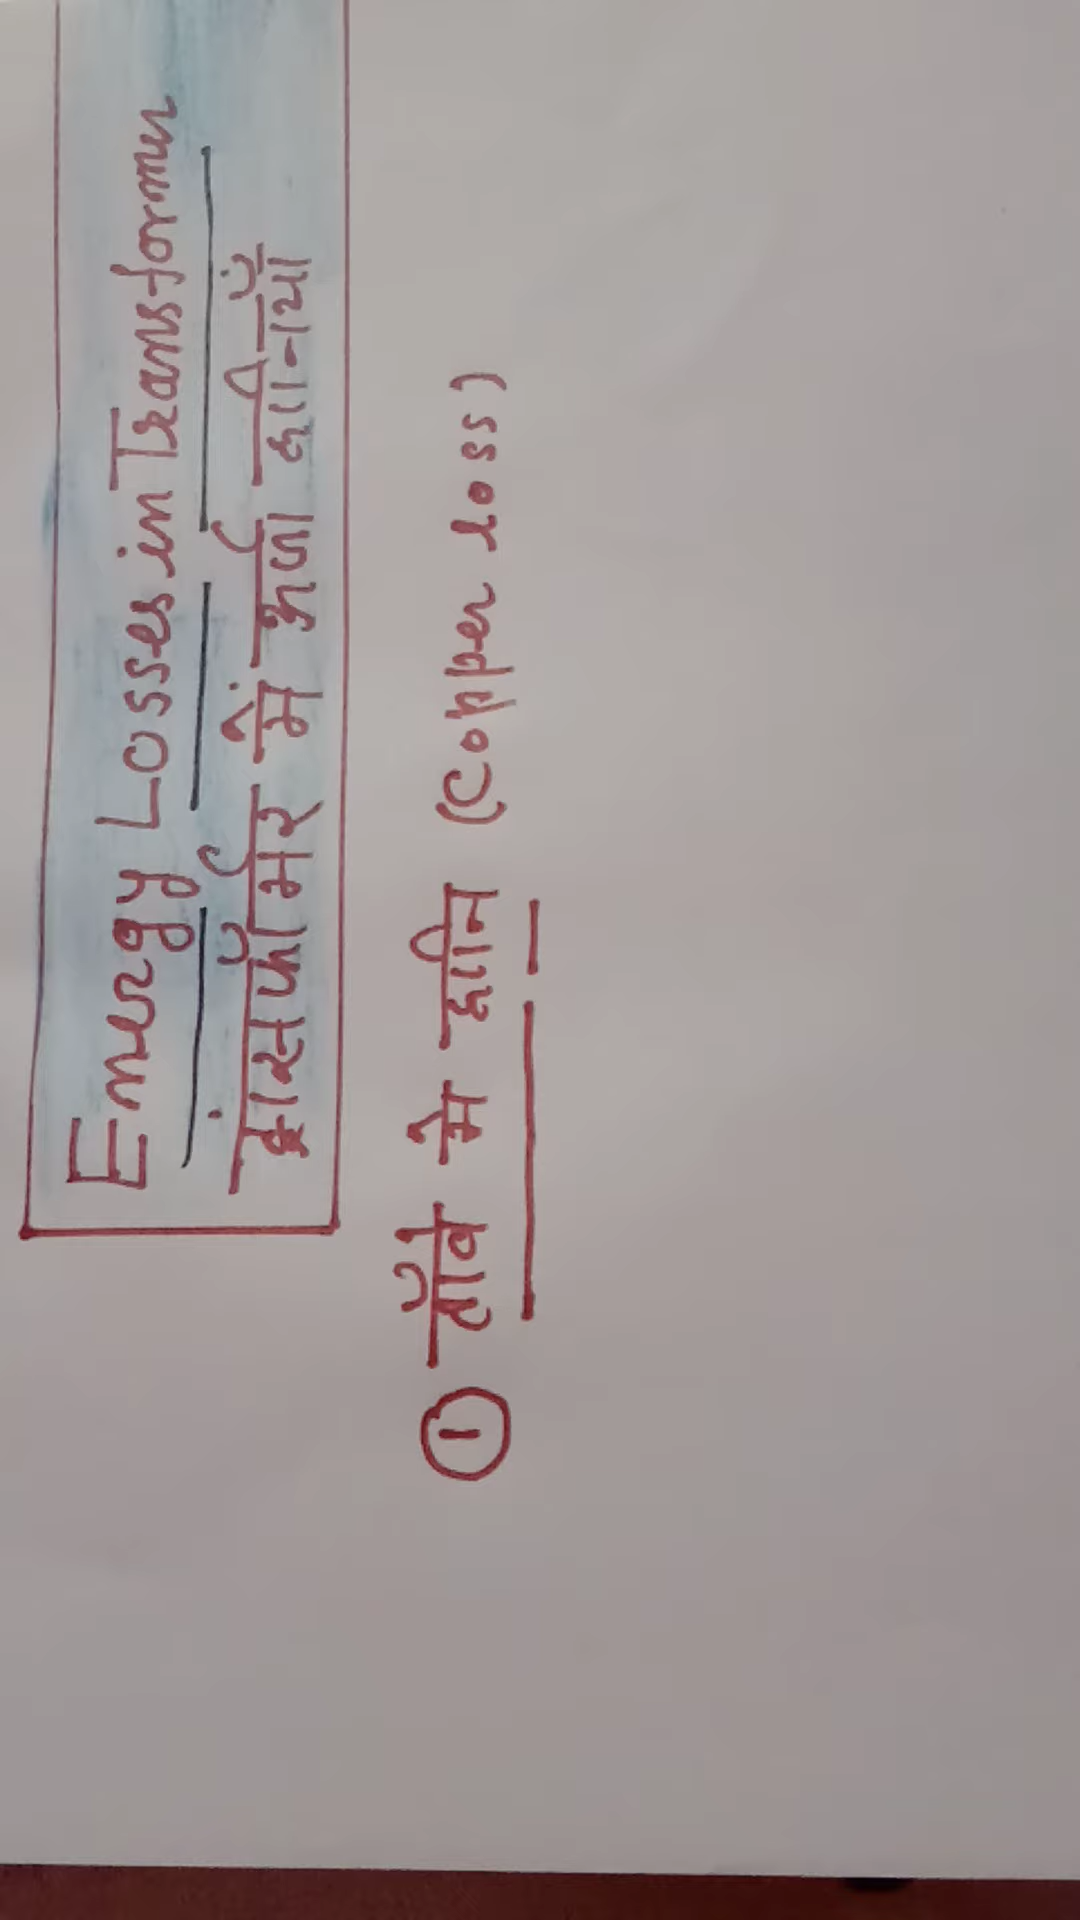 Energy Losses in Transformer
ट्रांसफॉर्मर में ऊर्जा हानियाँ
① ताँवे मे हानि (Copper loss)